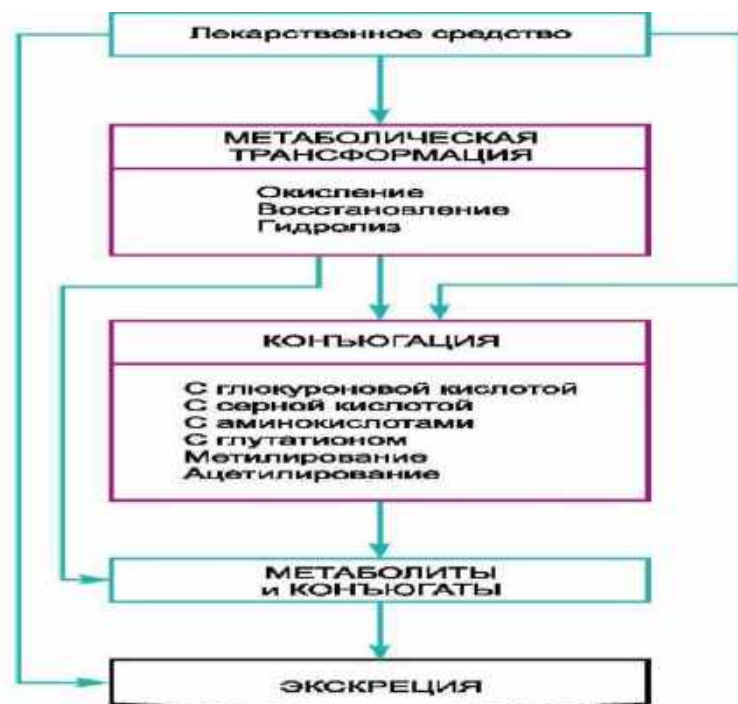 Лекарственное средство
МЕТАБОЛИЧЕСКАЯ
ТРАНСФОРМАЦИЯ
Окисление
Восстановление
Гидролиз
КОНЪЮГАЦИЯ
С глюкуроновой кислотой
С серной кислотой
С аминокислотами
С глутатионом
Метилирование
Ацетилирование
МЕТАБОЛИТЫ
и КОНЪЮГАТЫ
ЭКСКРЕЦИЯ